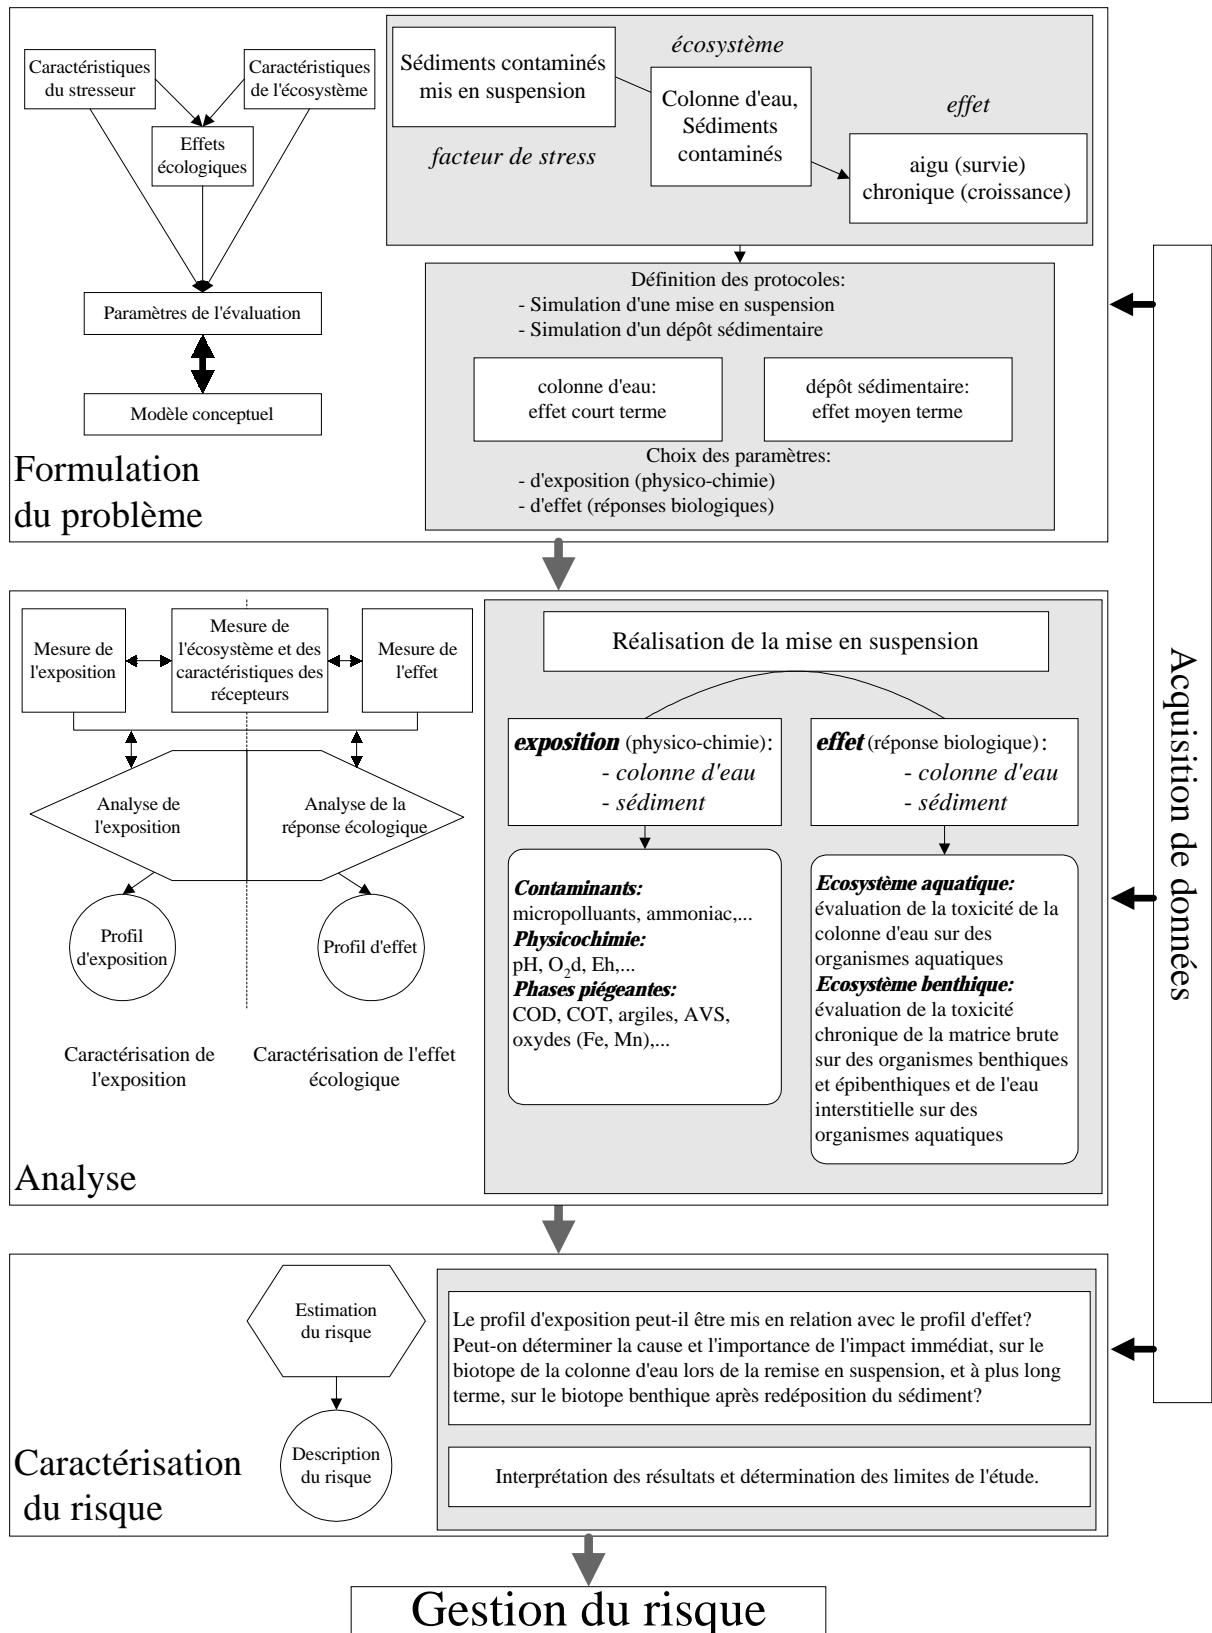 Caractéristiques
du stresseur
Caractéristiques
de l'écosystème
Effets
écologiques
Paramètres de l'évaluation
Modèle conceptuel
Formulation
du problème
Sédiments contaminés
mis en suspension
facteur de stress
écosystème
Colonne d'eau,
Sédiments
contaminés
effet
aigu (survie)
chronique (croissance)
Définition des protocoles:
- Simulation d'une mise en suspension
- Simulation d'un dépôt sédimentaire
colonne d'eau:
effet court terme
dépôt sédimentaire:
effet moyen terme
Choix des paramètres:
- d'exposition (physico-chimie)
- d'effet (réponses biologiques)
Acquisition de données
Mesure de
l'exposition
Mesure de
l'écosystème et des
caractéristiques des
récepteurs
Mesure de
l'effet
Analyse de
l'exposition
Analyse de la
réponse écologique
Profil
d'exposition
Profil d'effet
Caractérisation de
l'exposition
Caractérisation de l'effet
écologique
Analyse
Réalisation de la mise en suspension
exposition (physico-chimie):
- colonne d'eau
- sédiment
effet (réponse biologique):
- colonne d'eau
- sédiment
Contaminants:
micropolluants, ammoniac,...
Physicochimie:
pH, O2d, Eh,...
Phases piégeantes:
COD, COT, argiles, AVS,
oxydes (Fe, Mn),...
Ecosystème aquatique:
évaluation de la toxicité de la
colonne d'eau sur des
organismes aquatiques
Ecosystème benthique:
évaluation de la toxicité
chronique de la matrice brute
sur des organismes benthiques
et épibenthiques et de l'eau
interstitielle sur des
organismes aquatiques
Estimation
du risque
Description
du risque
Caractérisation
du risque
Le profil d'exposition peut-il être mis en relation avec le profil d'effet?
Peut-on déterminer la cause et l'importance de l'impact immédiat, sur le
biotope de la colonne d'eau lors de la remise en suspension, et à plus long
terme, sur le biotope benthique après redéposition du sédiment?
Interprétation des résultats et détermination des limites de l'étude.
Gestion du risque